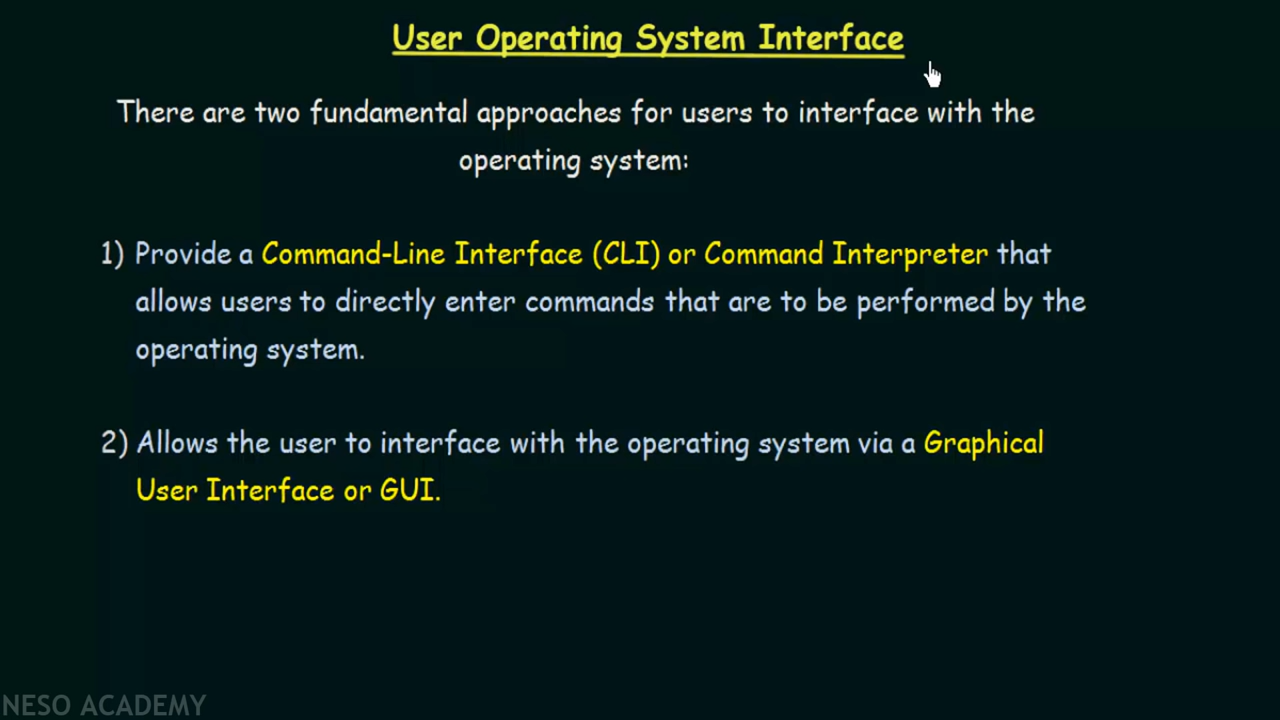 User Operating System Interface
There are two fundamental approaches for users to interface with the
operating system:
1) Provide a Command-Line Interface (CLI) or Command Interpreter that
allows users to directly enter commands that are to be performed by the
operating system.
2) Allows the user to interface with the operating system via a Graphical
User Interface or GUI.
NESO ACADEMY